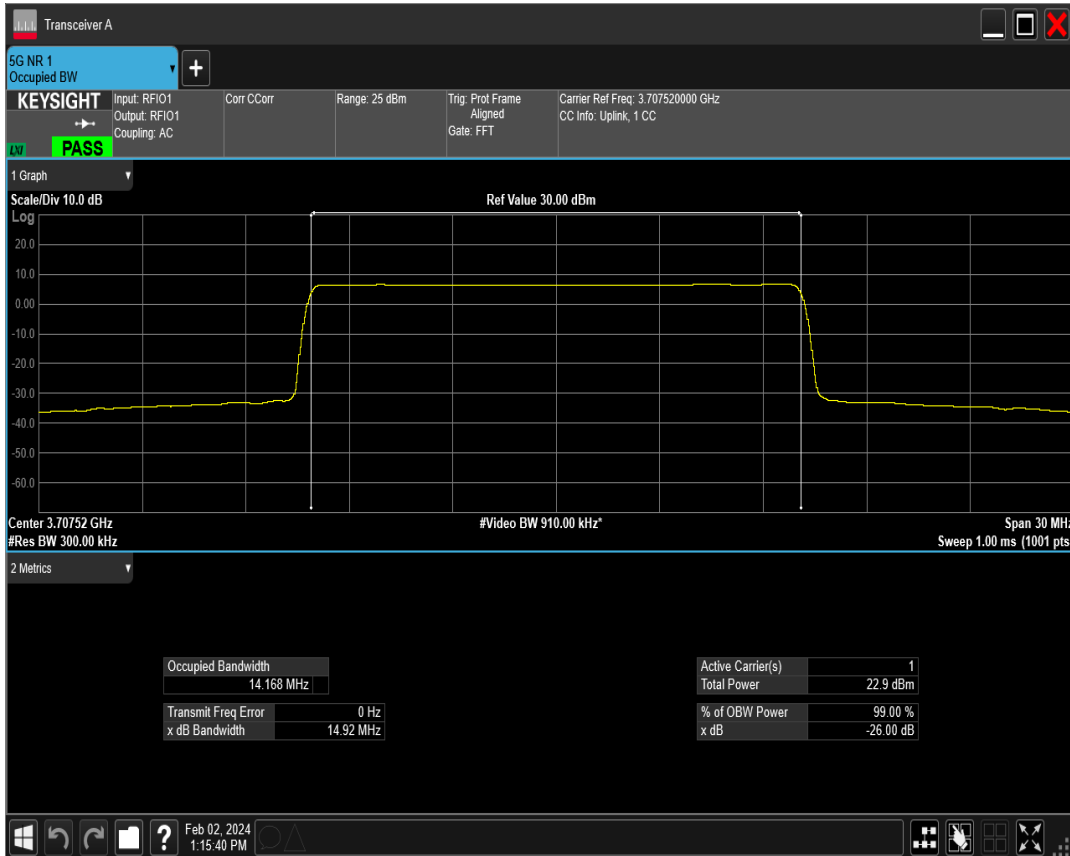 Transceiver A
5G NR 1
Occupied BW
KEYSIGHT
LXI
PASS
Input: RFIO1
Output: RFIO1
Coupling: AC
Corr CCorr
Range: 25 dBm
Trig: Prot Frame
Aligned
Gate: FFT
Carrier Ref Freq: 3.707520000 GHz
CC Info: Uplink, 1 CC
1 Graph
Scale/Div 10.0 dB
Ref Value 30.00 dBm
Log
20.0
10.0
0.00
-10.0
-20.0
-30.0
-40.0
-50.0
-60.0
Center 3.70752 GHz
#Video BW 910.00 kHz*
Span 30 MHz
#Res BW 300.00 kHz
Sweep 1.00 ms (1001 pts
2 Metrics
Occupied Bandwidth
14.168 MHz
Transmit Freq Error 0 Hz
x dB Bandwidth 14.92 MHz
Active Carrier(s) 1
Total Power 22.9 dBm
% of OBW Power 99.00 %
x dB -26.00 dB
?
Feb 02, 2024
1:15:40 PM